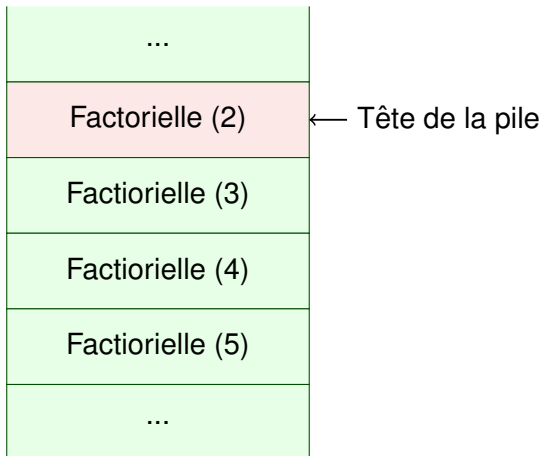 ...
Factorielle (2) Tête de la pile
Factiorielle (3)
Factiorielle (4)
Factiorielle (5)
...